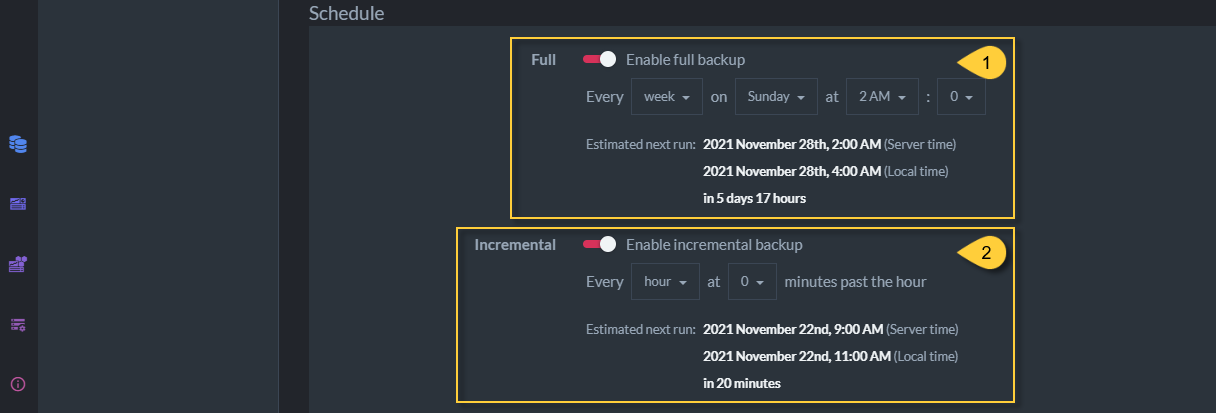 Schedule
Full Enable full backup 1
Every week on Sunday at 2 AM : 0
Estimated next run: 2021 November 28th, 2:00 AM (Server time)
2021 November 28th, 4:00 AM (Local time)
in 5 days 17 hours
Incremental Enable incremental backup 2
Every hour at 0 minutes past the hour
Estimated next run: 2021 November 22nd, 9:00 AM (Server time)
2021 November 22nd, 11:00 AM (Local time)
in 20 minutes